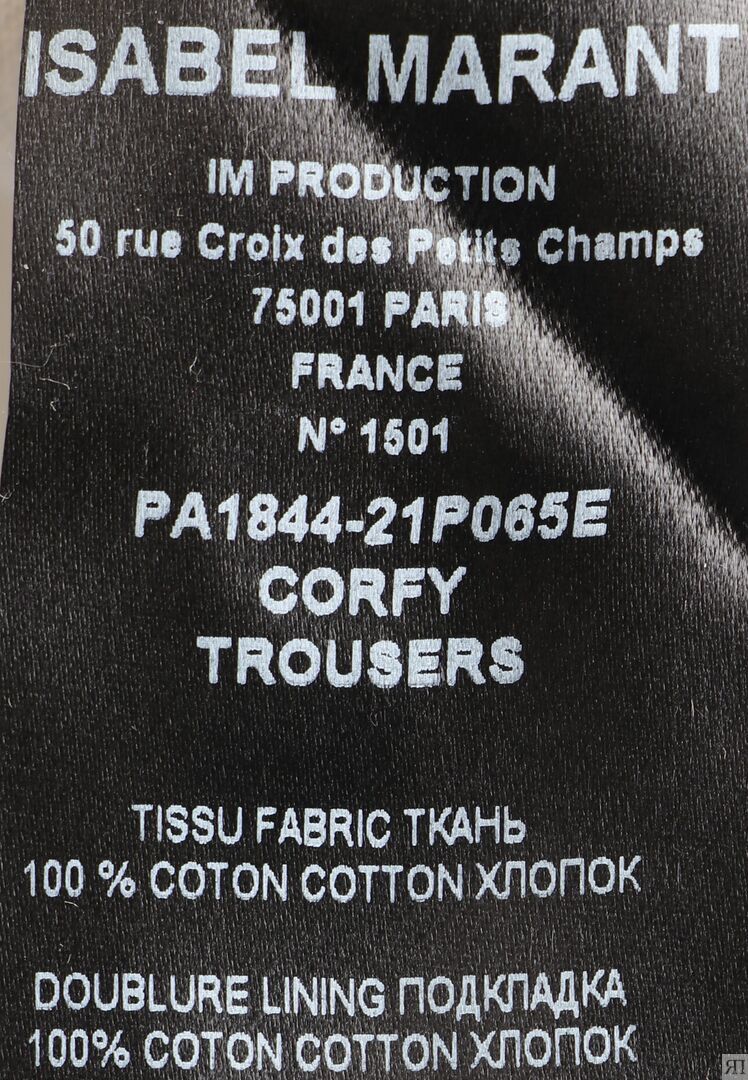 ISABEL MARANT
IM PRODUCTION
50 rue Croix des Petits Champs
75001 PARIS
FRANCE
N° 1501
PA1844-21P065E
CORFY
TROUSERS
TISSU FABRIC ТКАНЬ
100 % COTON COTTON ХЛОПОК
DOUBLURE LINING ПОДКЛАДКА
100% COTON COTTON ХЛОПОК
ЯП